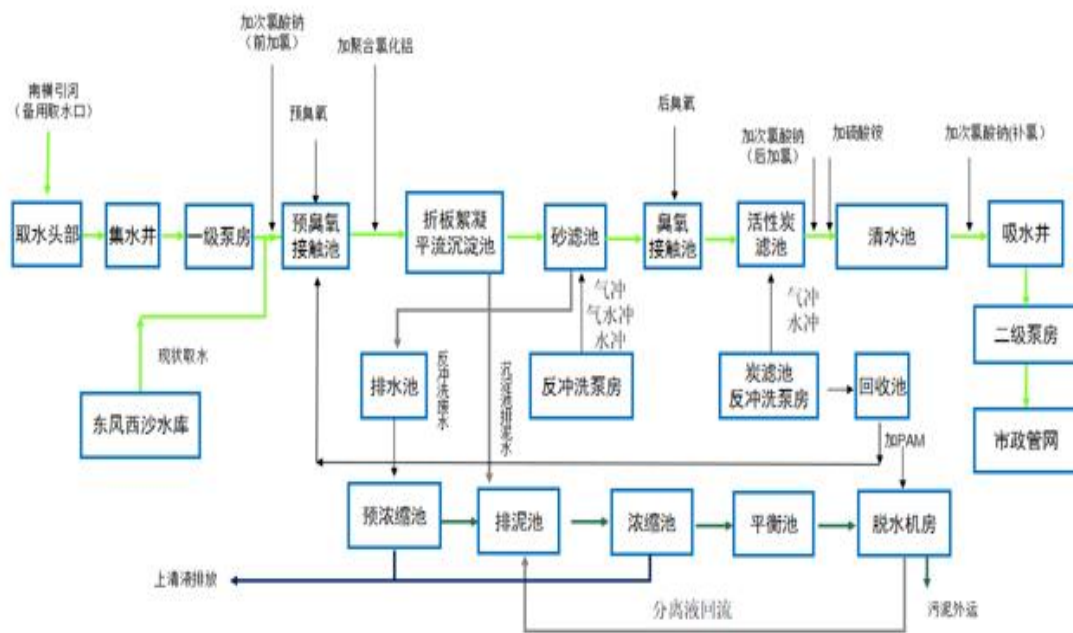 加次氯酸钠
（前加氯）
加聚合氯化铝
南横引河
（备用取水口）
预臭氧
后臭氧
加次氯酸钠
（后加氯）
加硫酸铵
加次氯酸钠(补氯)
取水头部
集水井
一级泵房
预臭氧
接触池
折板絮凝
平流沉淀池
砂滤池
臭氧
接触池
活性炭
滤池
清水池
吸水井
气冲
气水冲
水冲
气冲
水冲
二级泵房
现状取水
排水池
反冲洗废水
沉淀池排泥水
反冲洗泵房
炭滤池
反冲洗泵房
回收池
东风西沙水库
市政管网
加PAM
预浓缩池
排泥池
浓缩池
平衡池
脱水机房
上清液排放
分离液回流
污泥外运